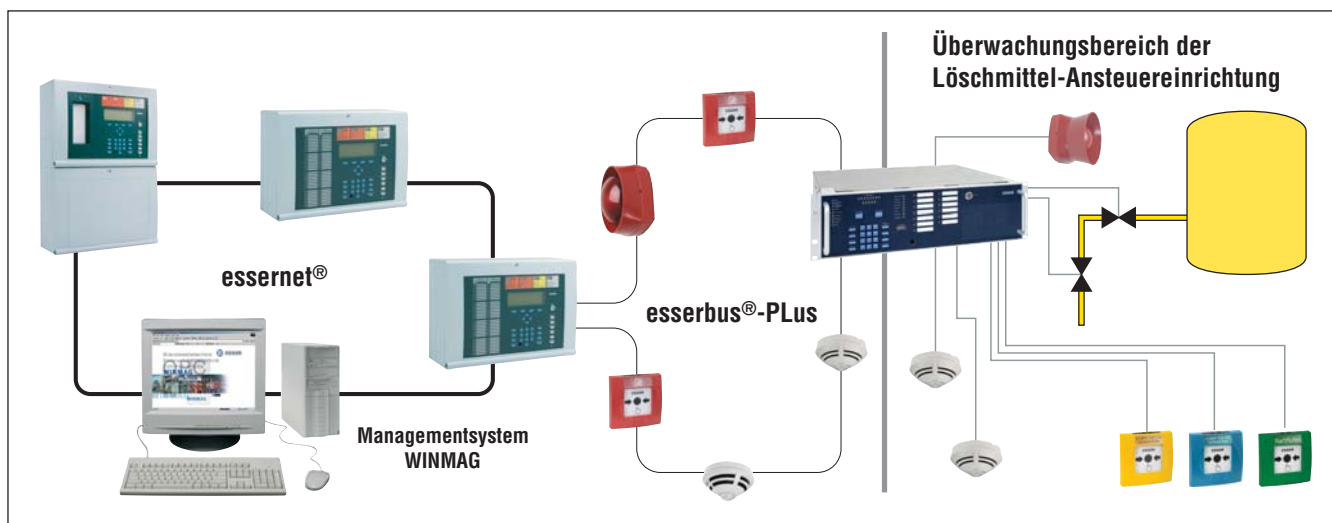 Überwachungsbereich der
Löschmittel-Ansteuereinrichtung
essernet®
esserbus®-PLus
Managementsystem
WINMAG